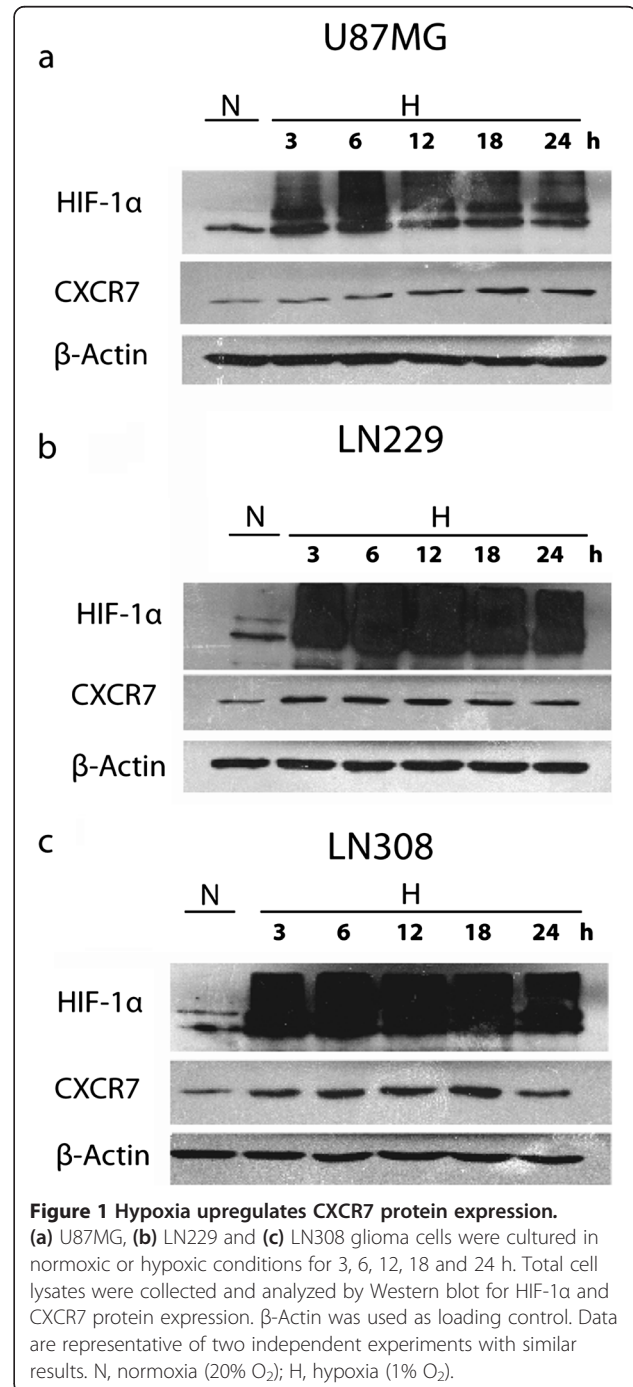 a
U87MG
N H
3 6 12 18 24 h
HIF-1α
CXCR7
β-Actin
b
LN229
N H
3 6 12 18 24 h
HIF-1α
CXCR7
β-Actin
c
LN308
N H
3 6 12 18 24 h
HIF-1α
CXCR7
β-Actin
Figure 1 Hypoxia upregulates CXCR7 protein expression.
(a) U87MG, (b) LN229 and (c) LN308 glioma cells were cultured in
normoxic or hypoxic conditions for 3, 6, 12, 18 and 24 h. Total cell
lysates were collected and analyzed by Western blot for HIF-1α and
CXCR7 protein expression. β-Actin was used as loading control. Data
are representative of two independent experiments with similar
results. N, normoxia (20% O₂); H, hypoxia (1% O₂).